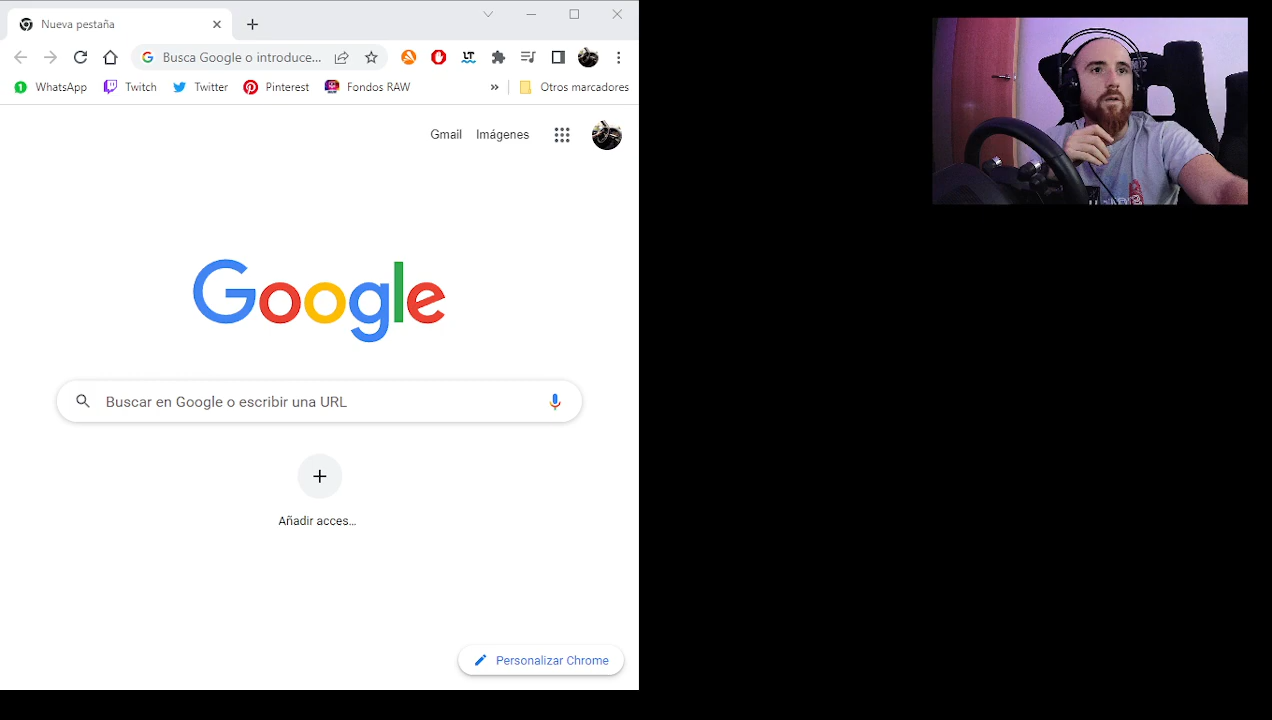 Nueva pestaña
Busca Google o introduce...
WhatsApp Twitch Twitter Pinterest Fondos RAW » Otros marcadores
Gmail Imágenes
Google
Buscar en Google o escribir una URL
Añadir acces...
Personalizar Chrome